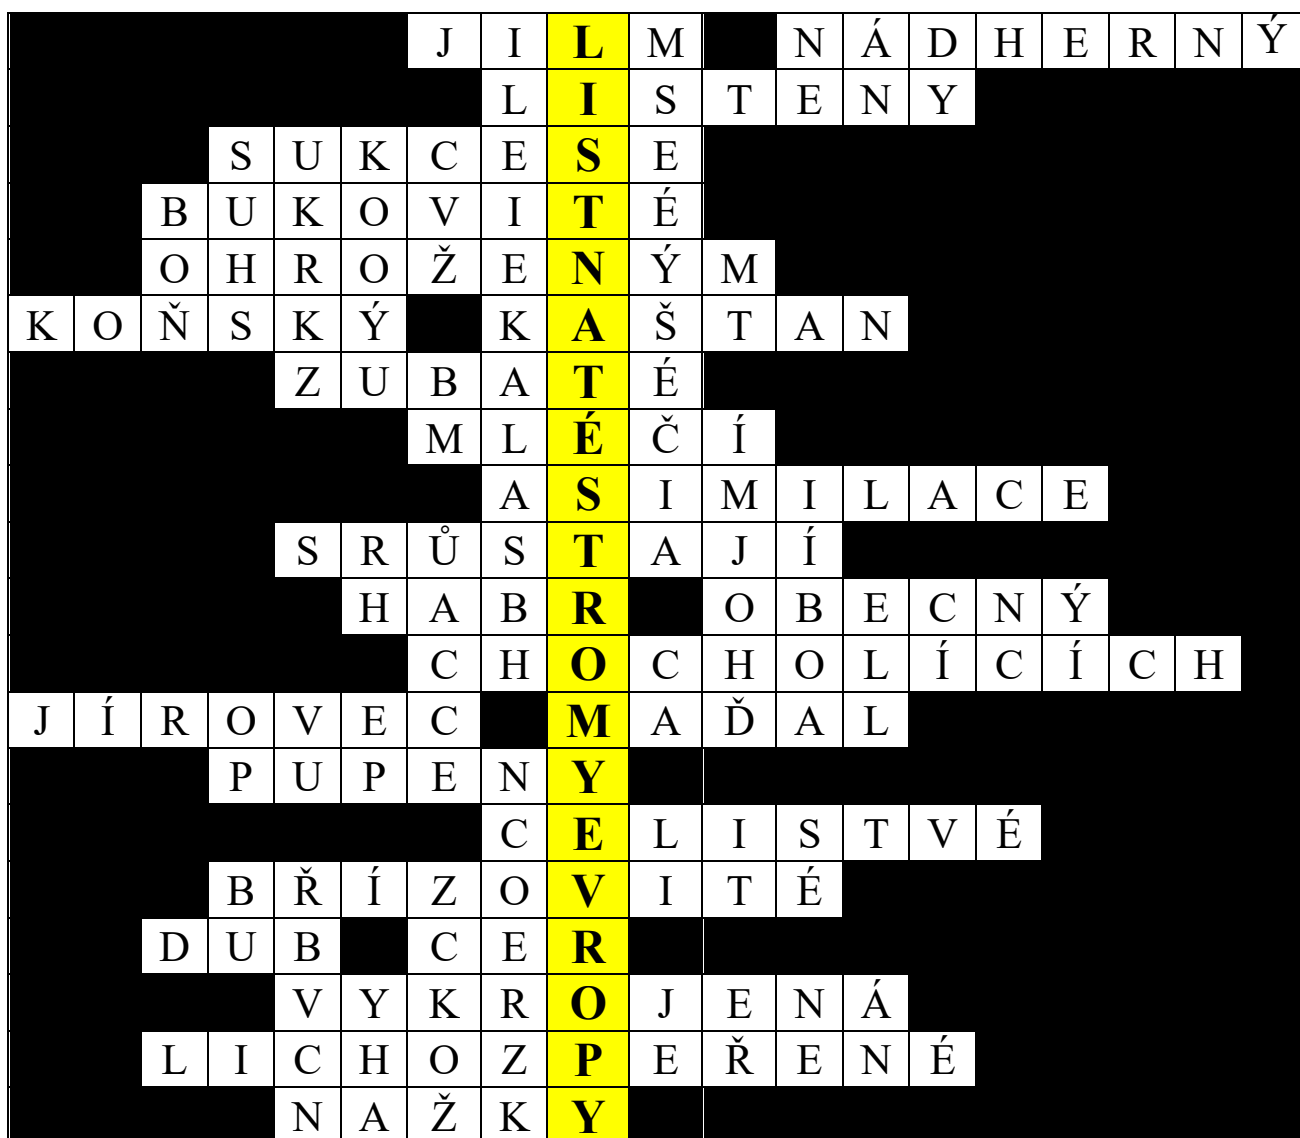 JILM NÁDHERNÝ
LISTENY
SUKCESE
BUKOVITÉ
OHROŽENÝM
KOŇSKÝ KAŠTAN
ZUBATÉ
MLÉČÍ
ASIMILACE
SRŮSTAJÍ
HABR OBECNÝ
CHOCHOLÍCÍCH
JÍROVEC MAĎAL
PUPENY
CELISTVÉ
BŘÍZOVITÉ
DUB CER
VYKROJENÁ
LICHOZPEŘENÉ
NAŽKY